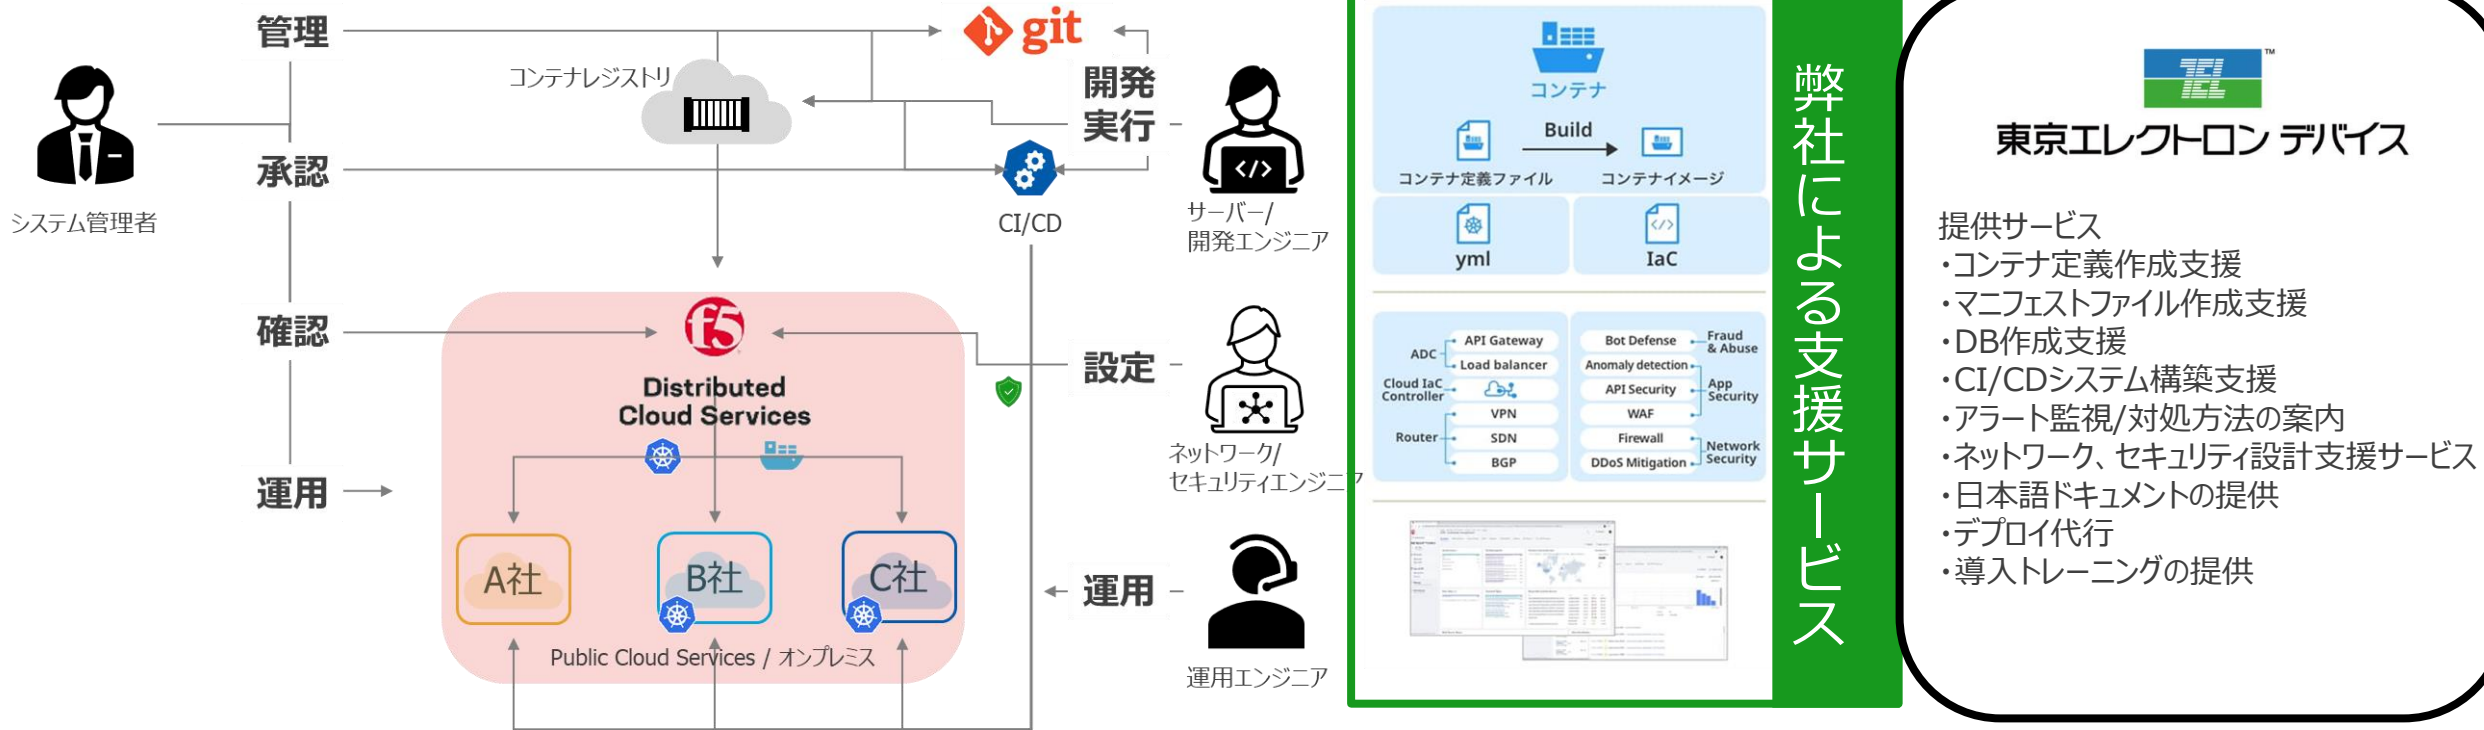 管理
承認
確認
運用
システム管理者
コンテナレジストリ
git
開発
実行
CI/CD
サーバー/
開発エンジニア
f5
Distributed
Cloud Services
設定
ネットワーク/
セキュリティエンジニア
A社
B社
C社
Public Cloud Services / オンプレミス
運用
運用エンジニア
コンテナ
Build
コンテナ定義ファイル
コンテナイメージ
yml
IaC
ADC
API Gateway
Load balancer
Cloud IaC
Controller
Router
VPN
SDN
BGP
Bot Defense
Fraud
& Abuse
Anomaly detection
API Security
WAF
App
Security
Firewall
DDoS Mitigation
Network
Security
弊社による支援サービス
TEL
TM
東京エレクトロン デバイス
提供サービス
・コンテナ定義作成支援
・マニフェストファイル作成支援
・DB作成支援
・CI/CDシステム構築支援
・アラート監視/対処方法の案内
・ネットワーク、セキュリティ設計支援サービス
・日本語ドキュメントの提供
・デプロイ代行
・導入トレーニングの提供